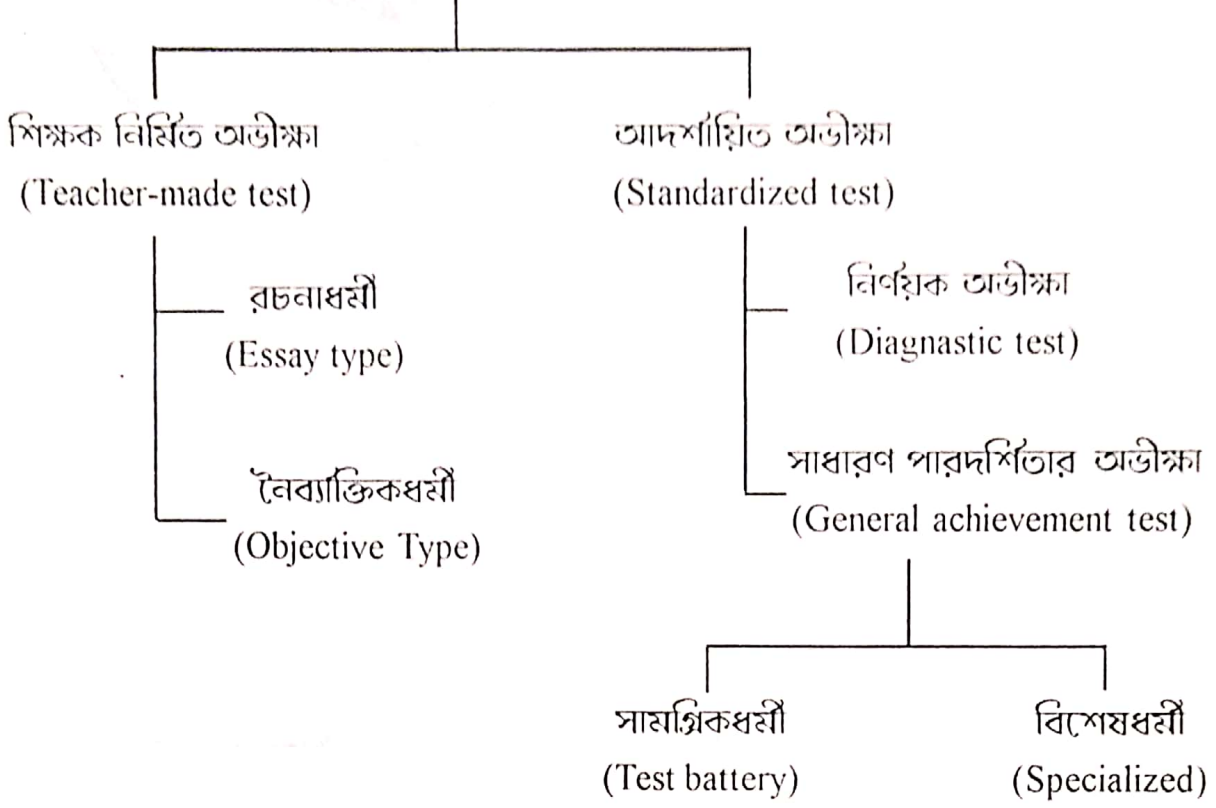 শিক্ষক নির্মিত অভীক্ষা
(Teacher-made test)
রচনাধর্মী
(Essay type)
নৈব্যক্তিকধর্মী
(Objective Type)
আদর্শায়িত অভীক্ষা
(Standardized test)
নির্ণয়ক অভীক্ষা
(Diagnastic test)
সাধারণ পারদর্শিতার অভীক্ষা
(General achievement test)
সামগ্রিকধর্মী
(Test battery)
বিশেষধর্মী
(Specialized)